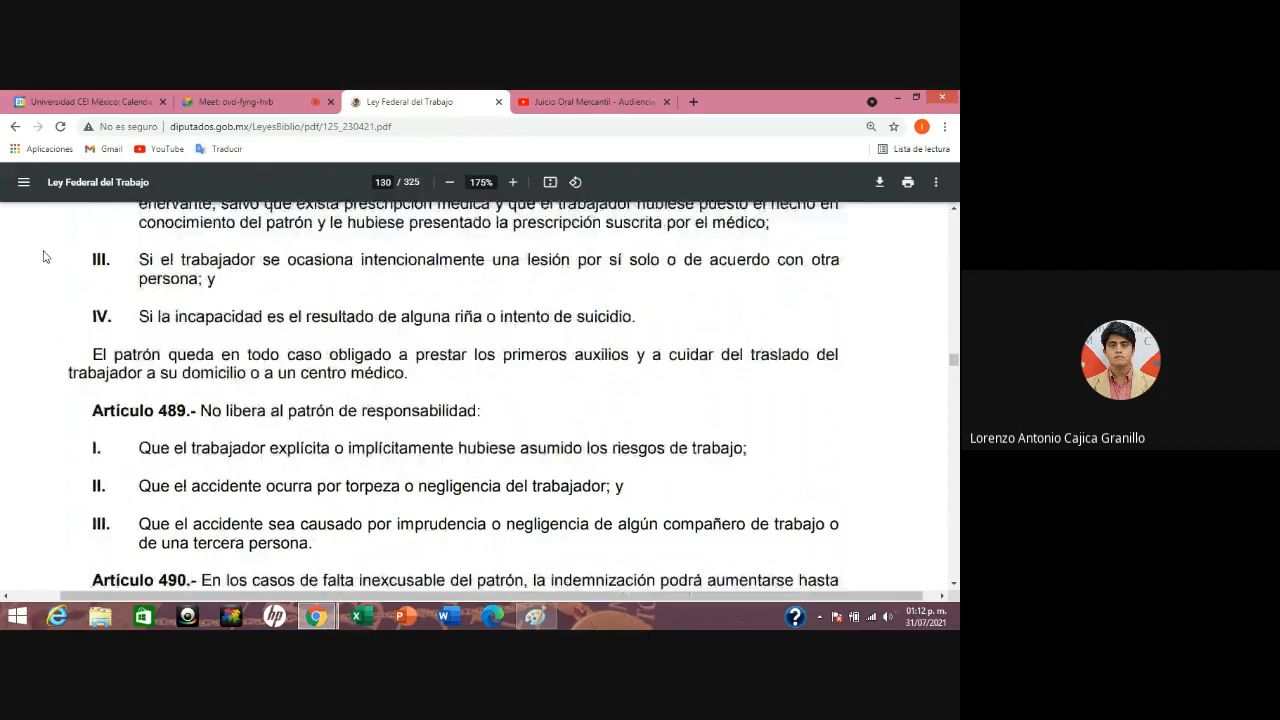 Universidad CEI México: Calenda
Meet: ovd-fyng-hvb
Ley Federal del Trabajo
Juicio Oral Mercantil - Audiencie
No es seguro
deputados.gob.mx/LeyesBiblio/pdf/125_230421.pdf
I
Aplicaciones
Gmail
YouTube
Traducir
Lista de lectura
Ley Federal del Trabajo
130 / 325
175%
enervante, salvo que exista prescripción médica y que el trabajador hubiese puesto el hecho en
conocimiento del patrón y le hubiese presentado la prescripción suscrita por el médico;
III. Si el trabajador se ocasiona intencionalmente una lesión por sí solo o de acuerdo con otra
persona; y
IV. Si la incapacidad es el resultado de alguna riña o intento de suicidio.
El patrón queda en todo caso obligado a prestar los primeros auxilios y a cuidar del traslado del
trabajador a su domicilio o a un centro médico.
Artículo 489.- No libera al patrón de responsabilidad:
I. Que el trabajador explícita o implícitamente hubiese asumido los riesgos de trabajo;
II. Que el accidente ocurra por torpeza o negligencia del trabajador; y
III. Que el accidente sea causado por imprudencia o negligencia de algún compañero de trabajo o
de una tercera persona.
Artículo 490.- En los casos de falta inexcusable del patrón, la indemnización podrá aumentarse hasta
01:12 p. m.
31/07/2021
Lorenzo Antonio Cajica Granillo